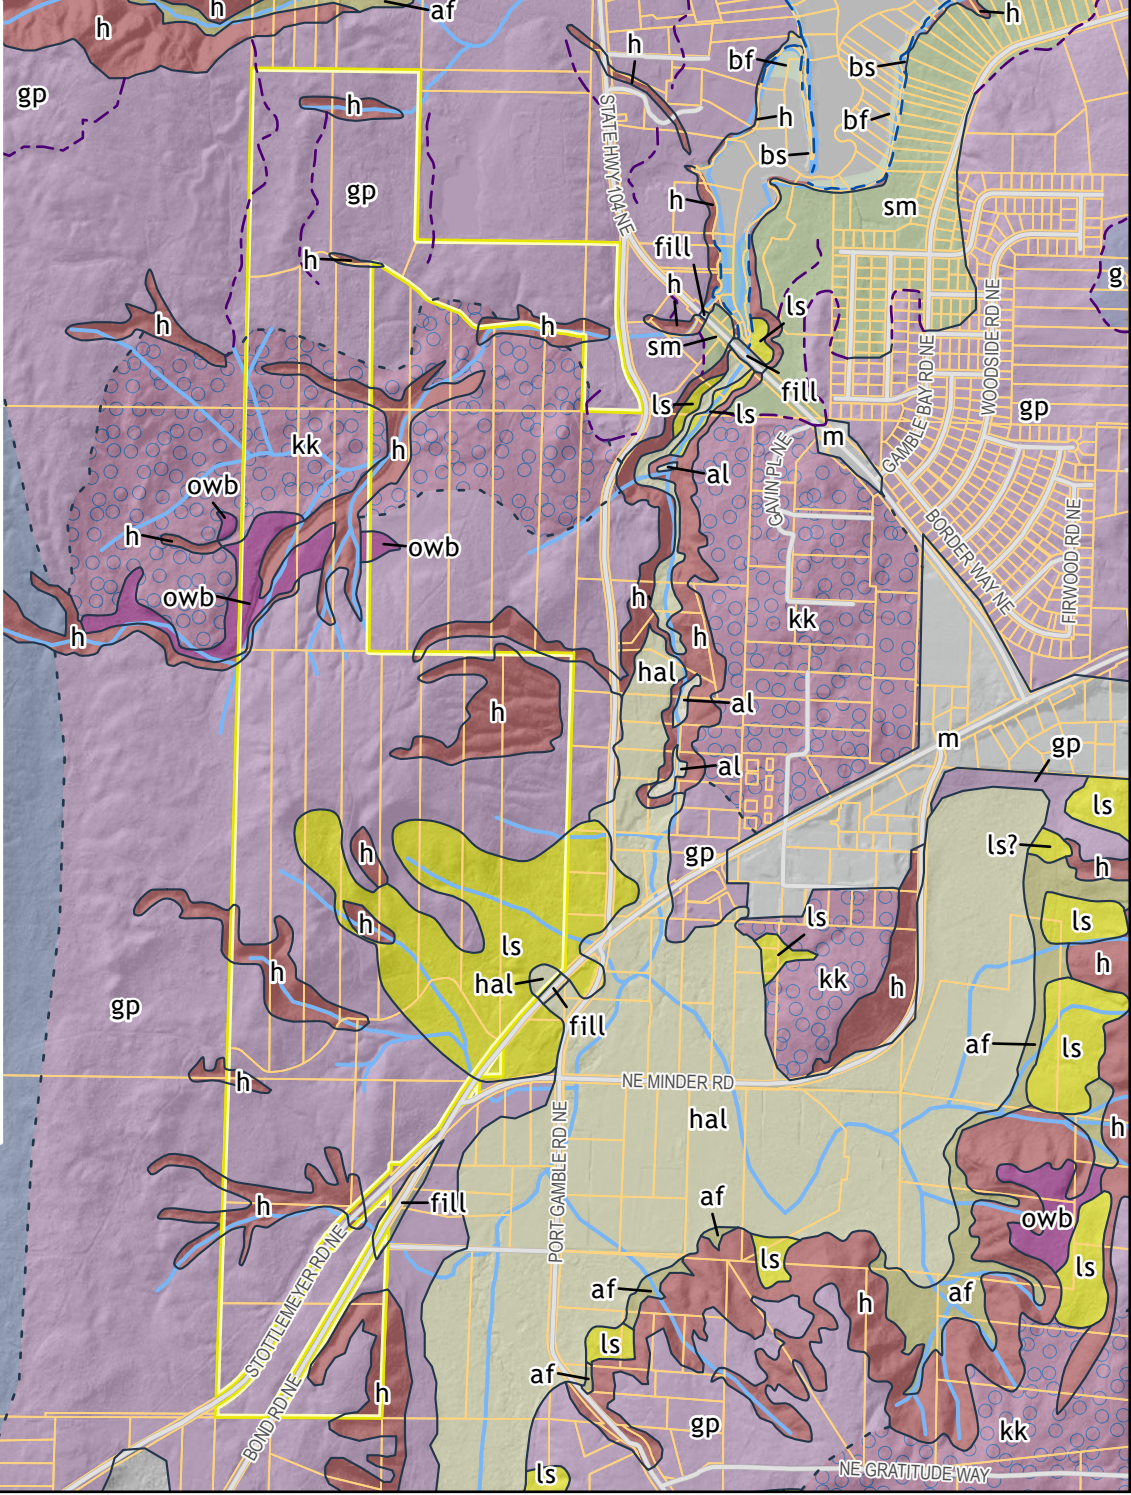 h
h
af
h
h
gp
bf
bs
h
STATE HWY 104 NE
bf
h
bs
gp
h
sm
fill
h
h
g
ls
h
h
sm
WOODSIDE RD NE
fill
GAMBLE BAY RD NE
ls
ls
gp
kk
h
m
GAVIN PL NE
al
owb
h
owb
BORDER WAY NE
FIRWOOD RD NE
owb
h
kk
h
h
hal
al
h
m
gp
al
ls
gp
ls?
h
h
ls
ls
h
ls
h
h
kk
hal
h
gp
fill
af
ls
h
NE MINDER RD
hal
h
PORT GAMBLE RD NE
af
h
fill
owb
ls
ls
STOTTLEMEYER RD NE
af
af
h
ls
af
h
BOND RD NE
gp
kk
ls
NE GRATITUDE WAY